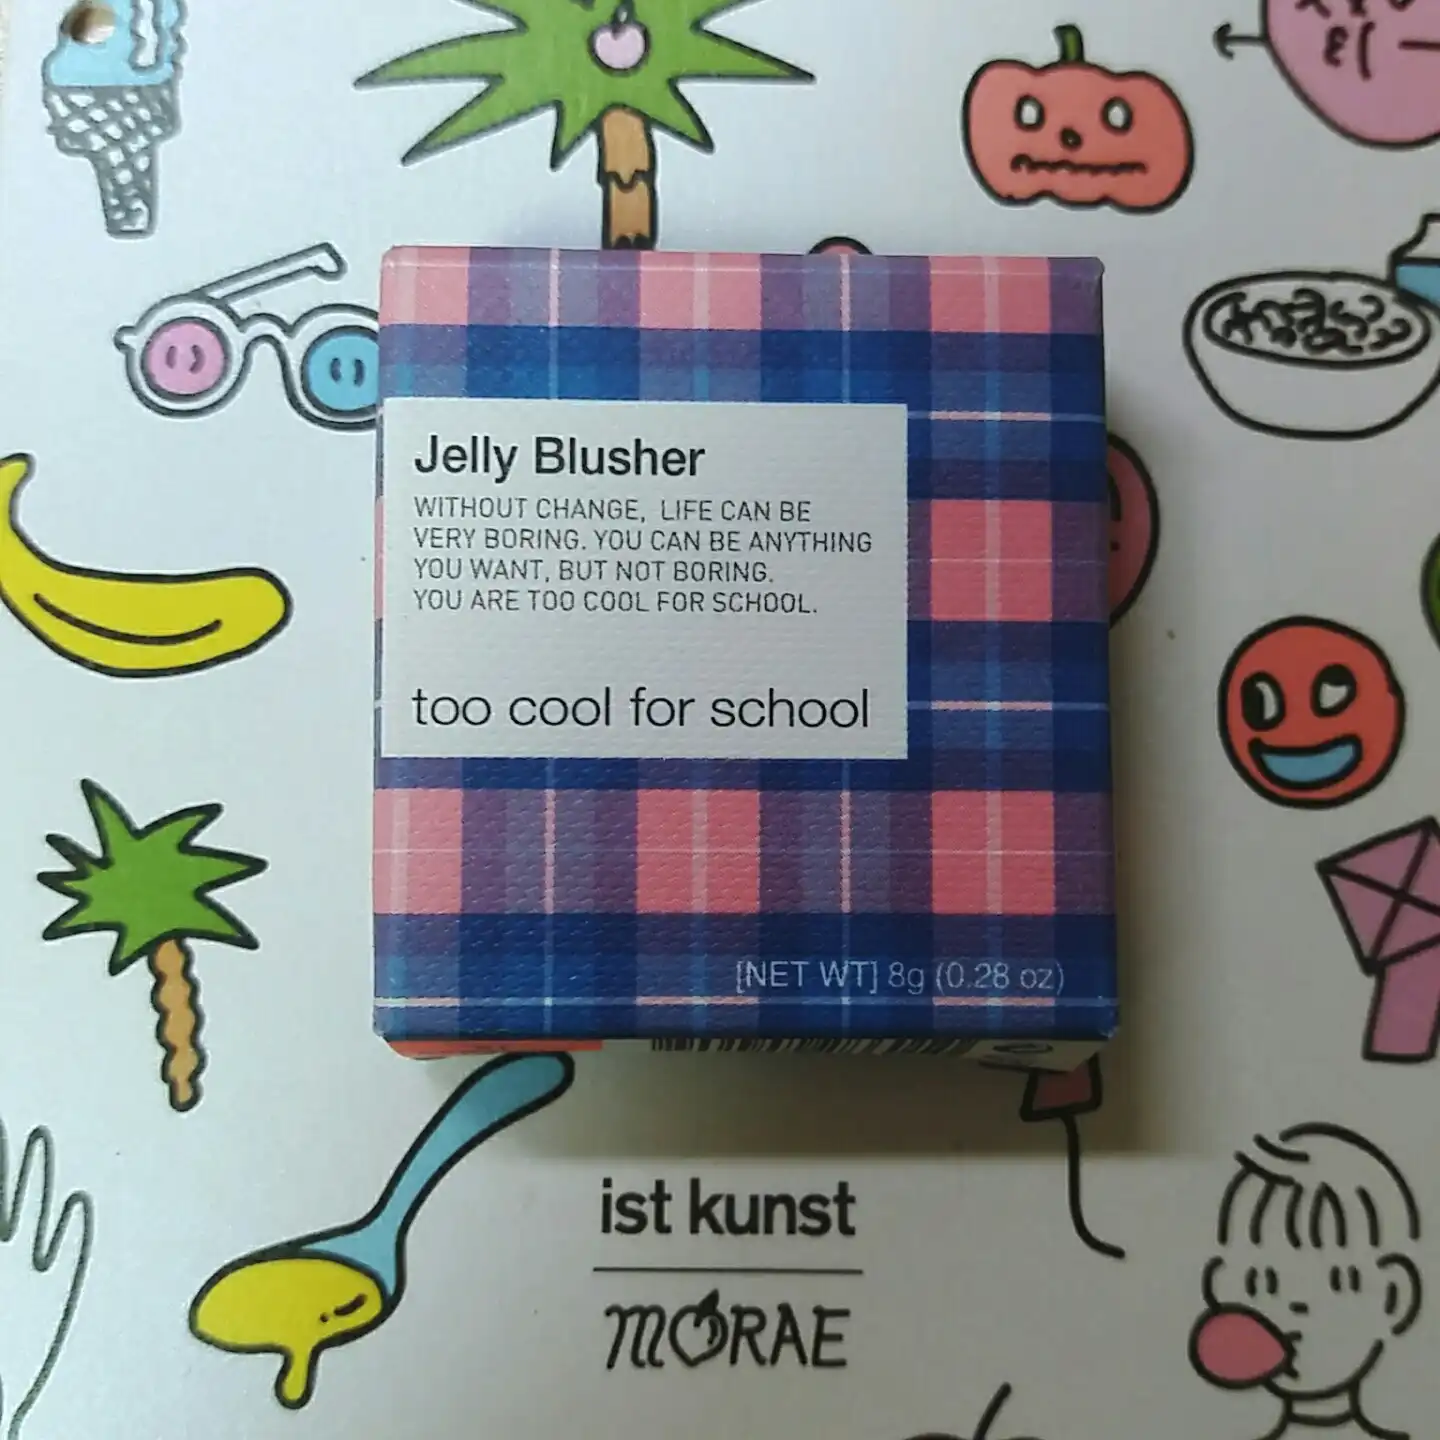 Jelly Blusher
WITHOUT CHANGE, LIFE CAN BE
VERY BORING. YOU CAN BE ANYTHING
YOU WANT, BUT NOT BORING.
YOU ARE TOO COOL FOR SCHOOL.
too cool for school
[NET WT] 8g (0.28 oz)
ist kunst
MORAE